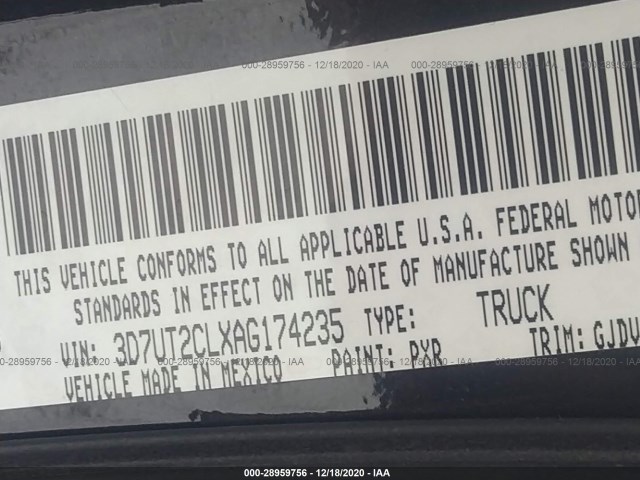 000-28959756 - 12/18/2020 - IAA
THIS VEHICLE CONFORMS TO ALL APPLICABLE U.S.A. FEDERAL MOTOR
STANDARDS IN EFFECT ON THE DATE OF MANUFACTURE SHOWN
VIN: 3D7UT2CLXAG174235 TYPE: TRUCK
VEHICLE MADE IN MEXICO PAINT: PXR TRIM: GJDV
000-28959756 - 12/18/2020 - IAA